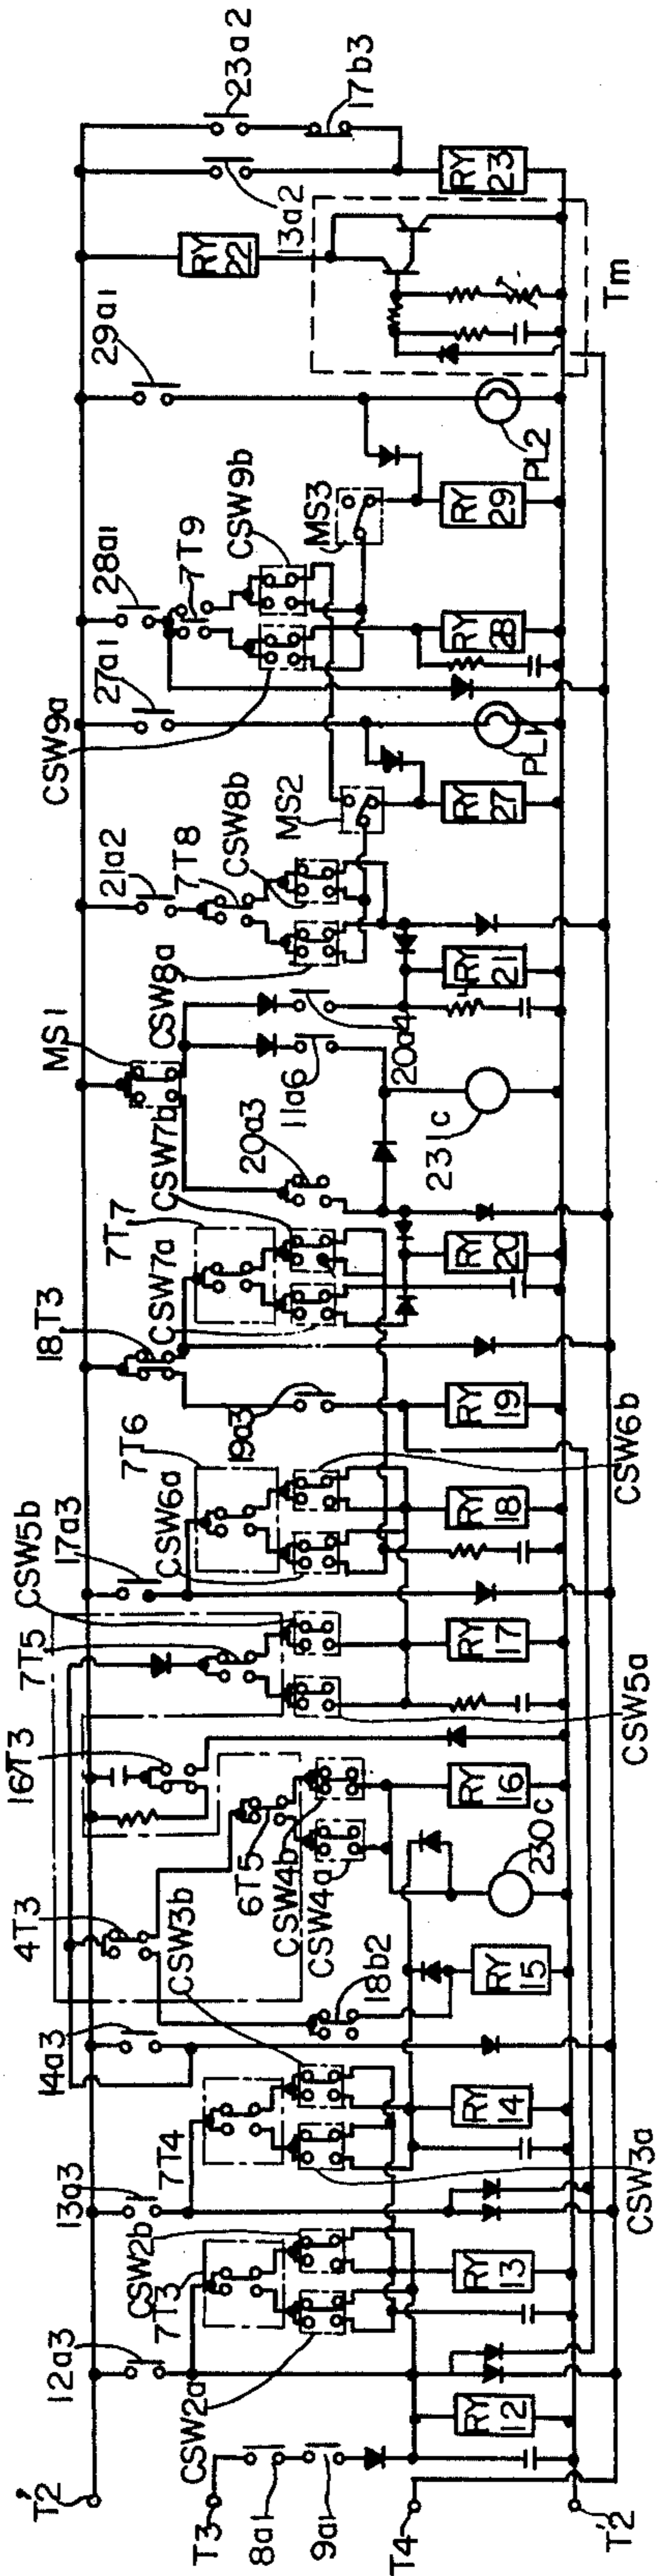 T'2
T3
8a1
9a1
T4
T'2
12a3
CSW2a
7T3
CSW2b
RY 12
RY 13
13a3
7T4
CSW3a
CSW3b
RY 14
14a3
4T3
18b2
RY 15
230c
CSW4a
CSW4b
6T5
RY 16
16T3
7T5
CSW5b
CSW5a
RY 17
17a3
CSW6a
7T6
CSW6b
RY 18
19a3
RY 19
18T3
CSW7a
7T7
CSW7b
RY 20
20a3
MS1
231c
11a6
20a4
CSW8a
RY 21
21a2
7T8
CSW8b
MS2
RY 27
27a1
PL1
CSW9a
28a1
7T9
CSW9b
RY 28
MS3
RY 29
29a1
PL2
RY 22
Tm
13a2
RY 23
23a2
17b3